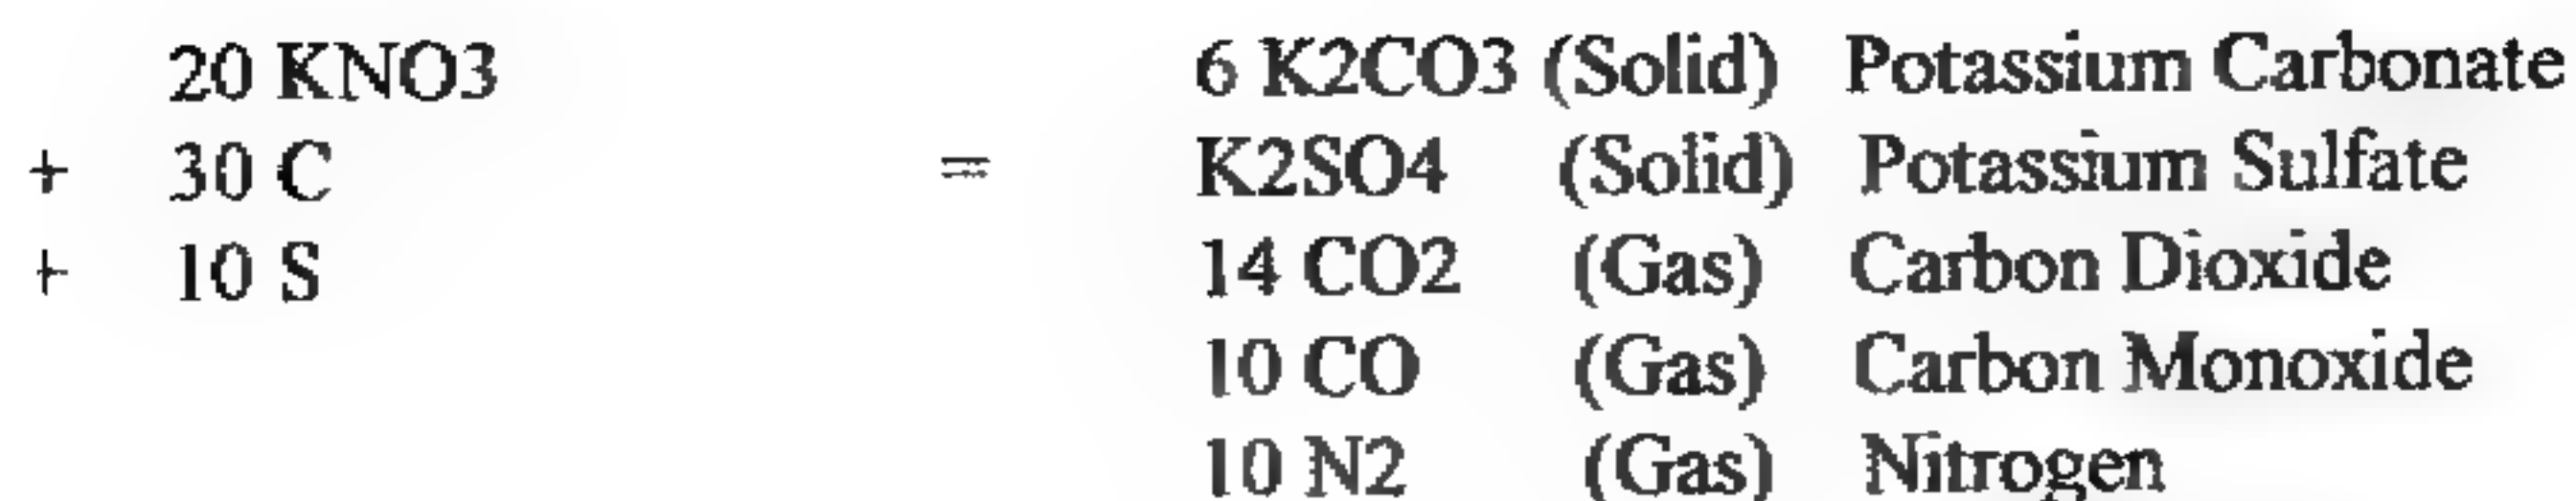 20 KNO3 6 K2CO3 (Solid) Potassium Carbonate
+ 30 C = K2SO4 (Solid) Potassium Sulfate
+ 10 S 14 CO2 (Gas) Carbon Dioxide
10 CO (Gas) Carbon Monoxide
10 N2 (Gas) Nitrogen